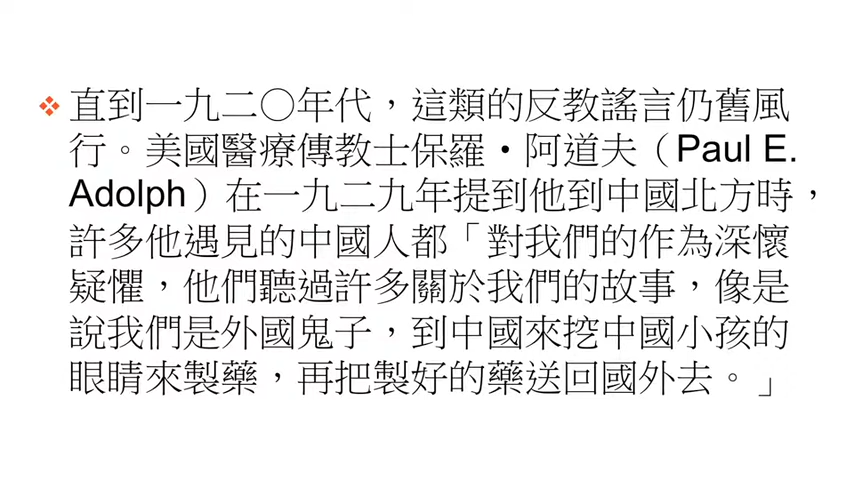 直到一九二〇年代，這類的反教謠言仍舊風
行。美國醫療傳教士保羅•阿道夫（Paul E.
Adolph）在一九二九年提到他到中國北方時，
許多他遇見的中國人都「對我們的作為深懷
疑懼，他們聽過許多關於我們的故事，像是
說我們是外國鬼子，到中國來挖中國小孩的
眼睛來製藥，再把製好的藥送回國外去。」